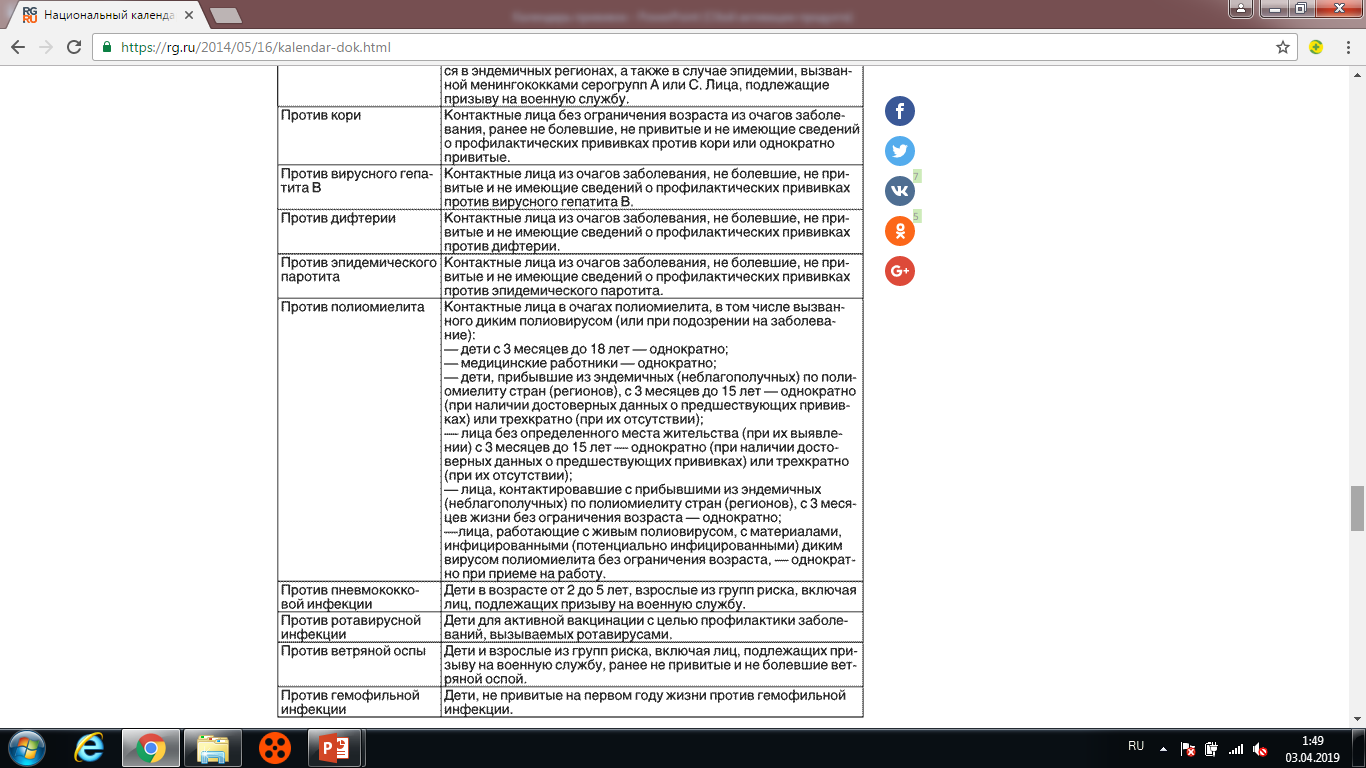 Национальный календа
Календарь прививок - PowerPoint (Сбой активации продукта)
https://rg.ru/2014/05/16/kalendar-dok.html
ся в эндемичных регионах, а также в случае эпидемии, вызван-
ной менингококками серогрупп А или С. Лица, подлежащие
призыву на военную службу.
Против кори
Контактные лица без ограничения возраста из очагов заболе-
вания, ранее не болевшие, не привитые и не имеющие сведений
о профилактических прививках против кори или однократно
привитые.
Против вирусного гепа-
тита В
Контактные лица из очагов заболевания, не болевшие, не при-
витые и не имеющие сведений о профилактических прививках
против вирусного гепатита В.
Против дифтерии
Контактные лица из очагов заболевания, не болевшие, не при-
витые и не имеющие сведений о профилактических прививках
против дифтерии.
Против эпидемического
паротита
Контактные лица из очагов заболевания, не болевшие, не при-
витые и не имеющие сведений о профилактических прививках
против эпидемического паротита.
Против полиомиелита
Контактные лица в очагах полиомиелита, в том числе вызван-
ного диким полиовирусом (или при подозрении на заболева-
ние):
— дети с 3 месяцев до 18 лет — однократно;
— медицинские работники — однократно;
— дети, прибывшие из эндемичных (неблагополучных) по поли-
омиелиту стран (регионов), с 3 месяцев до 15 лет — однократно
(при наличии достоверных данных о предшествующих привив-
ках) или трехкратно (при их отсутствии);
— лица без определенного места жительства (при их выявле-
нии) с 3 месяцев до 15 лет — однократно (при наличии досто-
верных данных о предшествующих прививках) или трехкратно
(при их отсутствии);
— лица, контактировавшие с прибывшими из эндемичных
(неблагополучных) по полиомиелиту стран (регионов), с 3 меся-
цев жизни без ограничения возраста — однократно;
—лица, работающие с живым полиовирусом, с материалами,
инфицированными (потенциально инфицированными) диким
вирусом полиомиелита без ограничения возраста, — однократ-
но при приеме на работу.
Против пневмококко-
вой инфекции
Дети в возрасте от 2 до 5 лет, взрослые из групп риска, включая
лиц, подлежащих призыву на военную службу.
Против ротавирусной
инфекции
Дети для активной вакцинации с целью профилактики заболе-
ваний, вызываемых ротавирусами.
Против ветряной оспы
Дети и взрослые из групп риска, включая лиц, подлежащих при-
зыву на военную службу, ранее не привитые и не болевшие вет-
ряной оспой.
Против гемофильной
инфекции
Дети, не привитые на первом году жизни против гемофильной
инфекции.
7
5
RU
1:49
03.04.2019